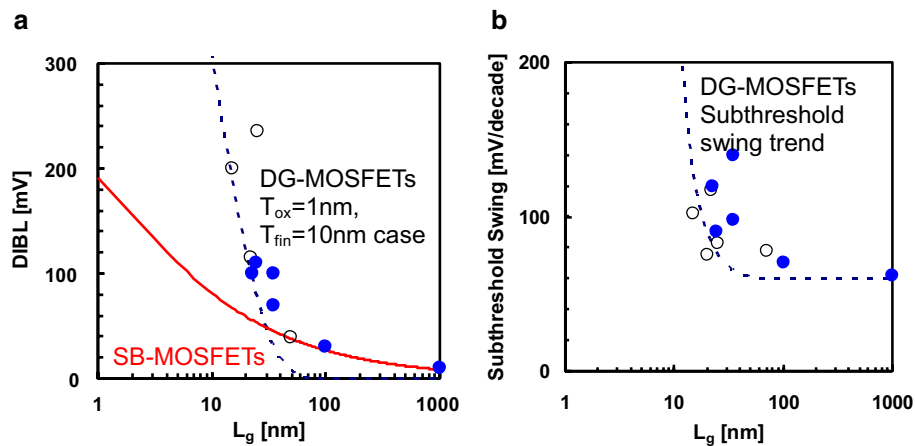 a
b
300
200
100
0
DIBL [mV]
DG-MOSFETs
Tox=1nm,
Tfin=10nm case
SB-MOSFETs
1
10
100
1000
Lg [nm]
200
150
100
50
0
Subthreshold Swing [mV/decade]
DG-MOSFETs
Subthreshold
swing trend
1
10
100
1000
Lg [nm]